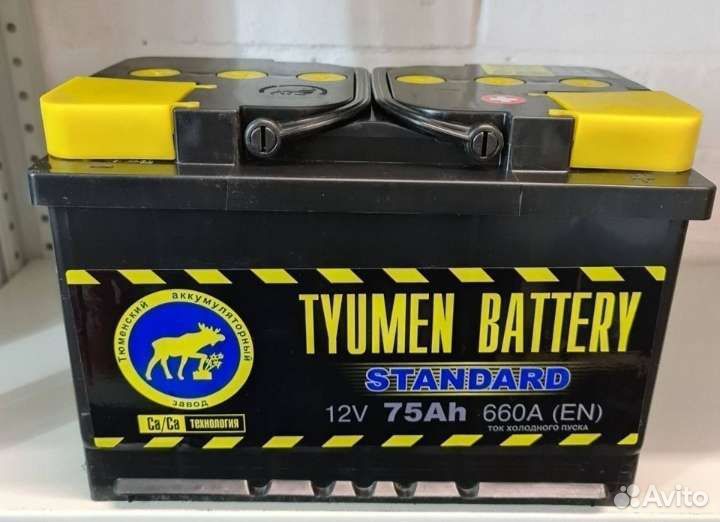 Тюменский аккумуляторный завод
Ca/Ca технология
TYUMEN BATTERY
STANDARD
12V 75Ah 660A (EN)
ТОК ХОЛОДНОГО ПУСКА
Avito